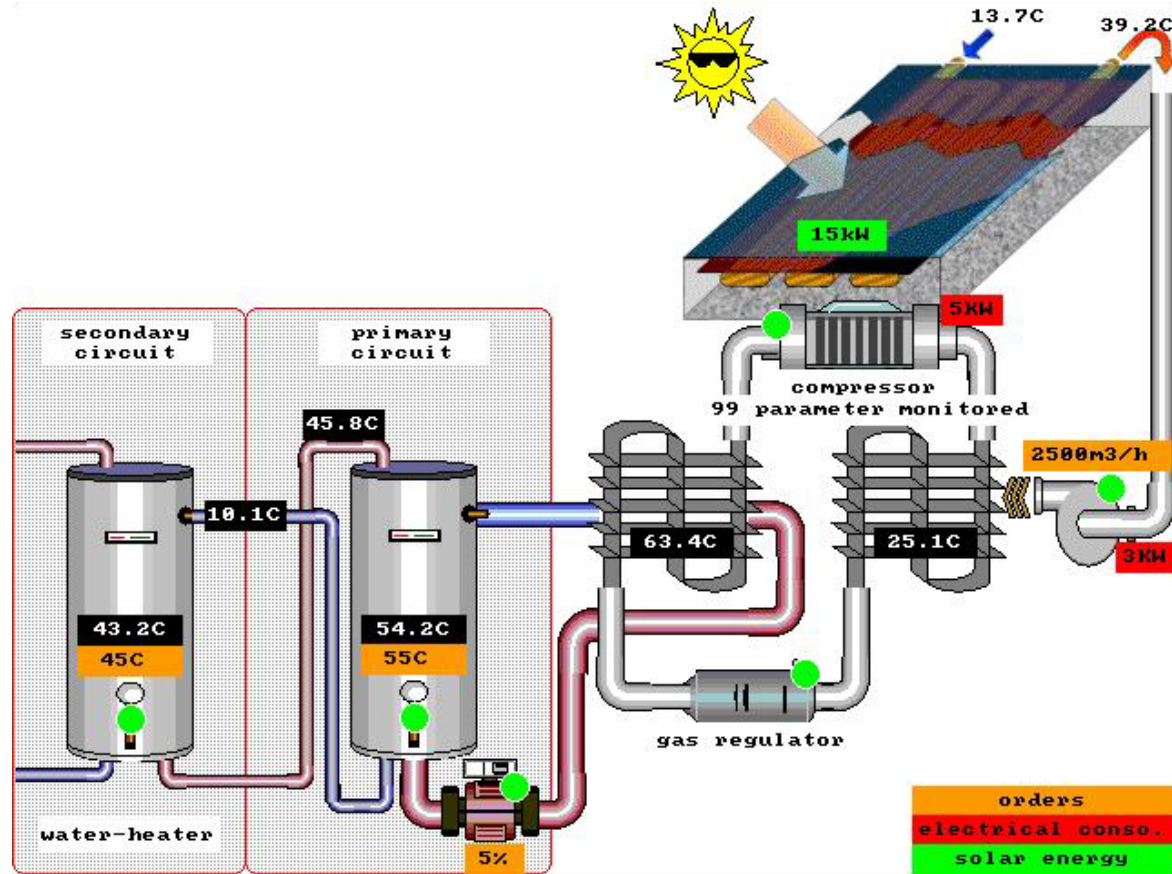 13.7C
39.2C
15kW
5KW
secondary
circuit
primary
circuit
compressor
99 parameter monitored
45.8C
2500m3/h
10.1C
63.4C
25.1C
3KW
43.2C
45C
54.2C
55C
gas regulator
water-heater
5%
orders
electrical conso.
solar energy